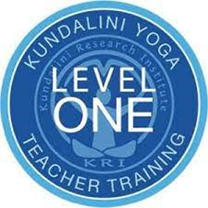 KUNDALINI YOGA
Kundalini Research Institute
LEVEL
ONE
KRI
TEACHER TRAINING